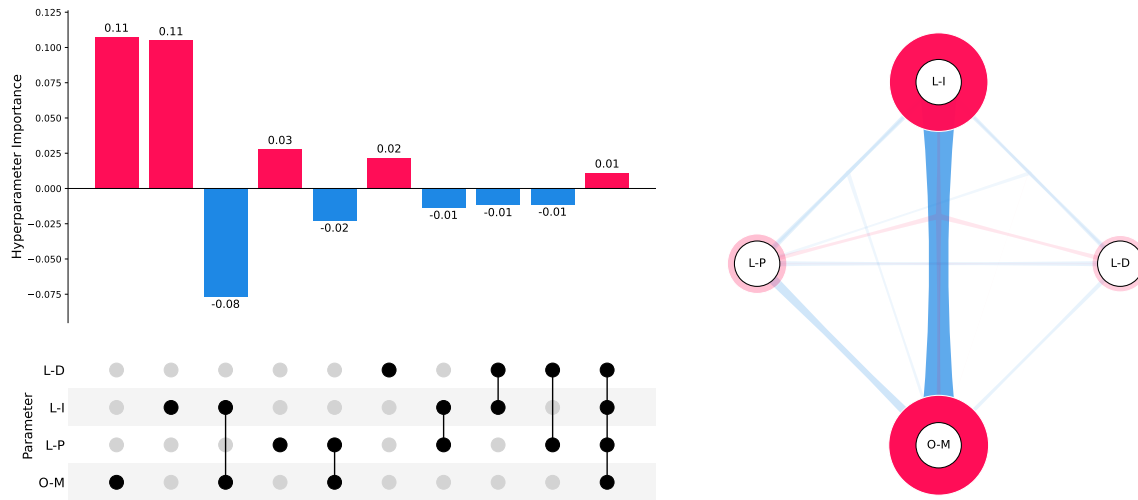 0.125
0.100
0.075
0.050
0.025
0.000
−0.025
−0.050
−0.075
Hyperparameter Importance
0.11
0.11
-0.08
0.03
-0.02
0.02
-0.01
-0.01
-0.01
0.01
Parameter
L-D
L-I
L-P
O-M
L-I
L-P
L-D
O-M